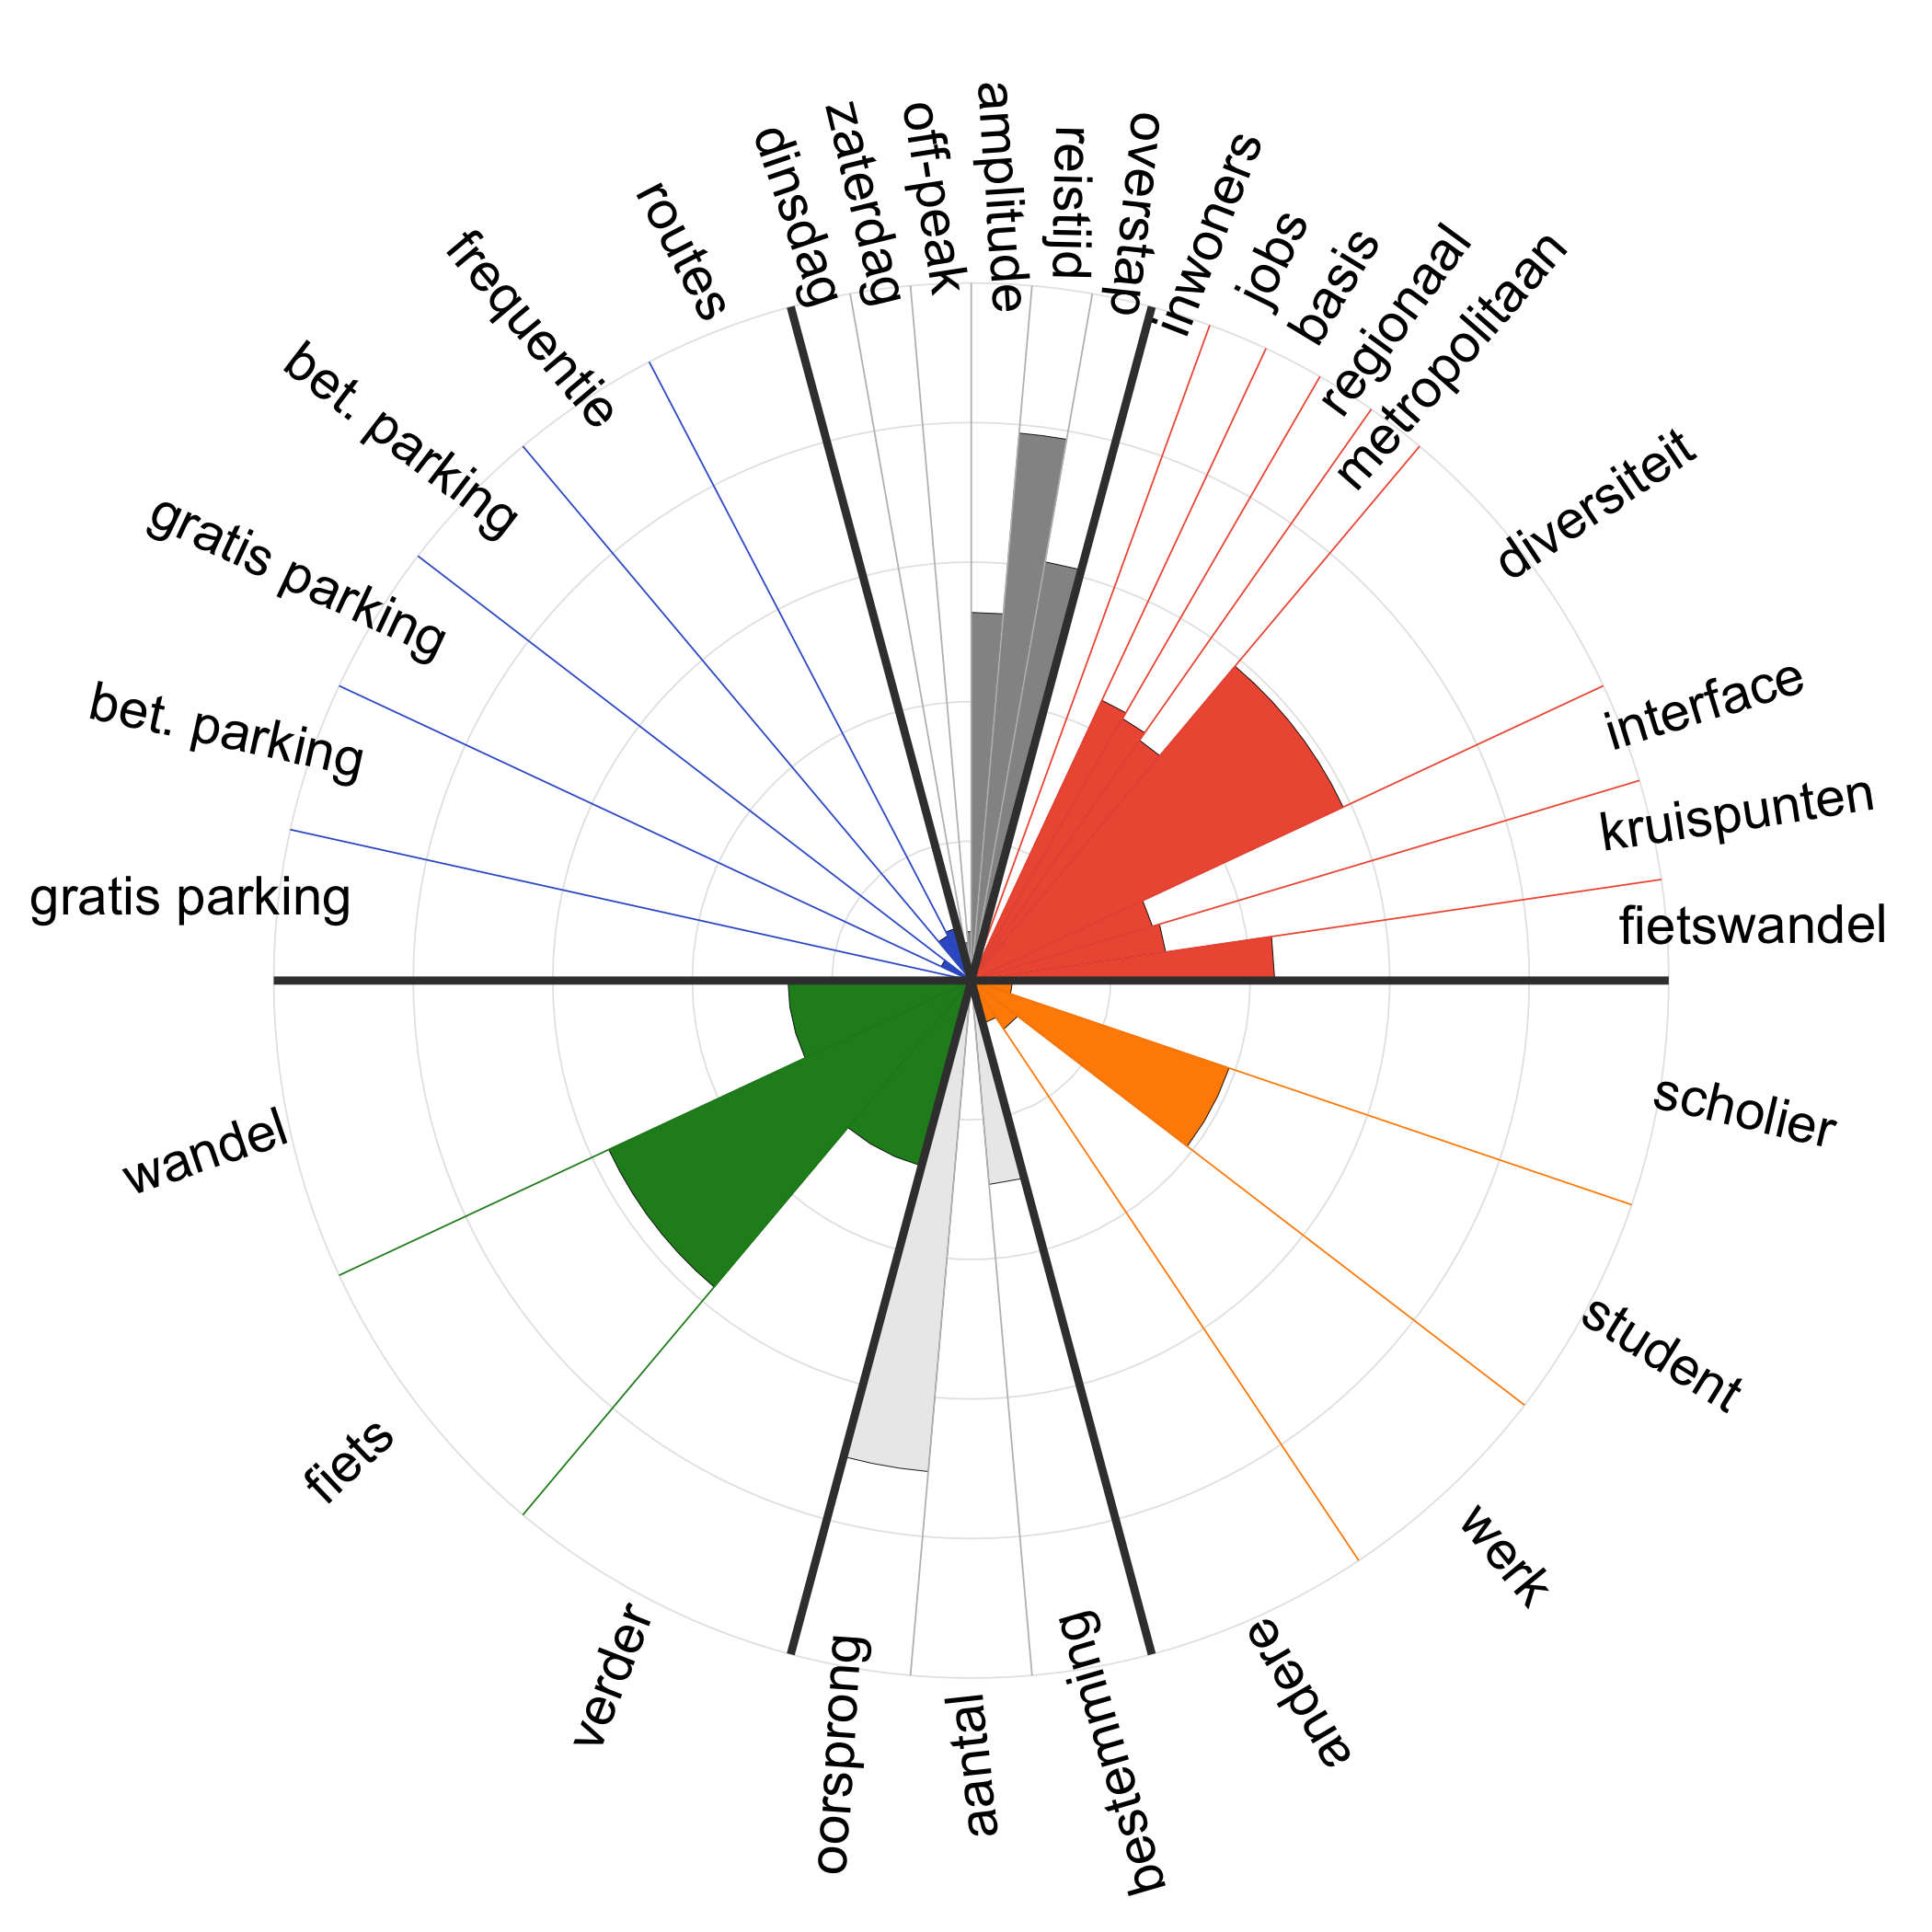 dinsdag
zaterdag
off-peak
amplitude
reistijd
overstap
inwoners
jobs
basis
regionaal
metropolitaan
diversiteit
interface
kruispunten
fietswandel
scholier
student
werk
andere
bestemming
aantal
oorsprong
verder
fiets
wandel
gratis parking
bet. parking
gratis parking
bet. parking
frequentie
routes